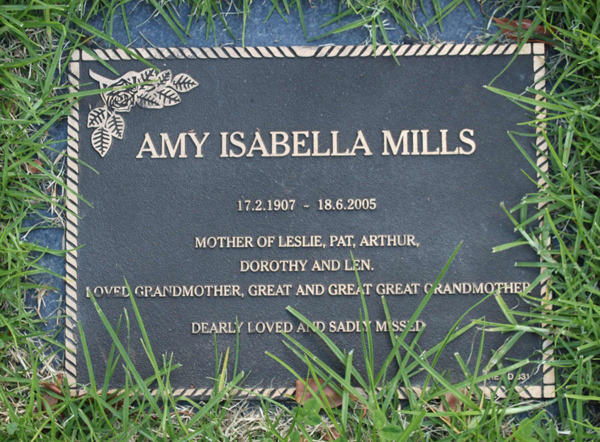 AMY ISABELLA MILLS
17.2.1907 - 18.6.2005
MOTHER OF LESLIE, PAT, ARTHUR,
DOROTHY AND LEN.
LOVED GRANDMOTHER, GREAT AND GREAT GREAT GRANDMOTHER
DEARLY LOVED AND SADLY MISSED